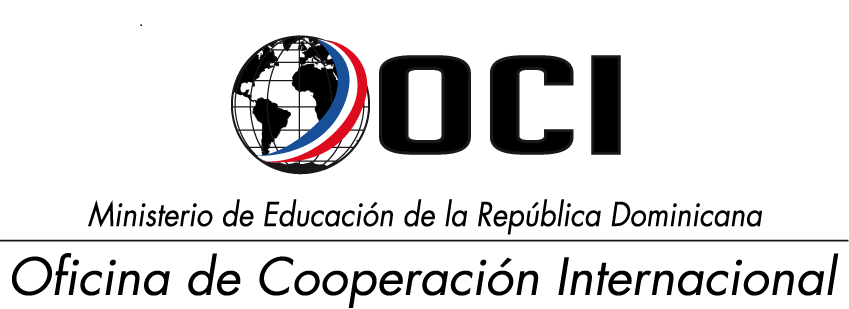 OCI
Ministerio de Educación de la República Dominicana
Oficina de Cooperación Internacional